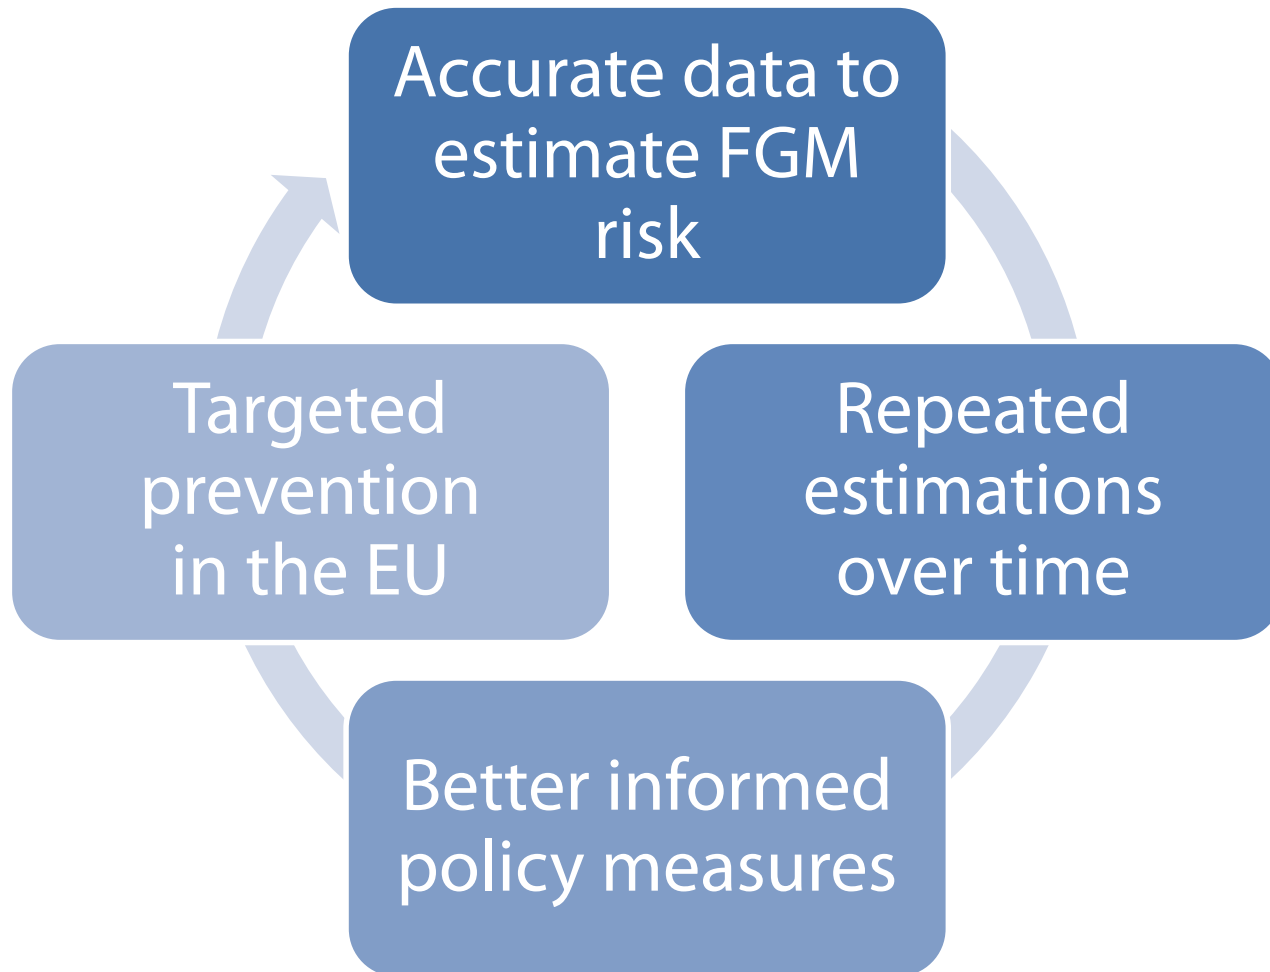 Accurate data to
estimate FGM
risk
Repeated
estimations
over time
Better informed
policy measures
Targeted
prevention
in the EU